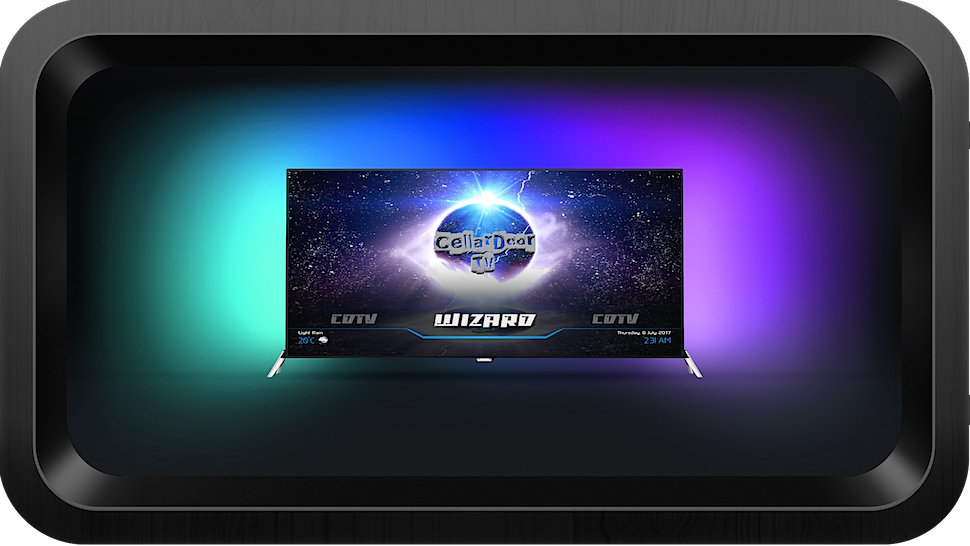 CellarDoor
TV
CDTV WIZARD CDTV
Light Rain Thursday, 6 July 2017
20°C 2:31 AM